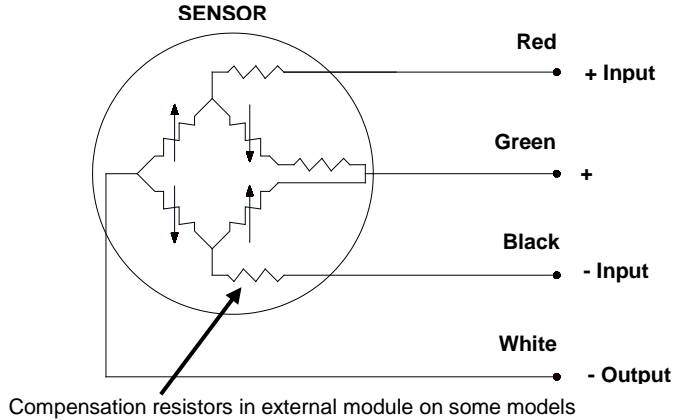 SENSOR
Red
+ Input
Green
+
Black
- Input
White
- Output
Compensation resistors in external module on some models